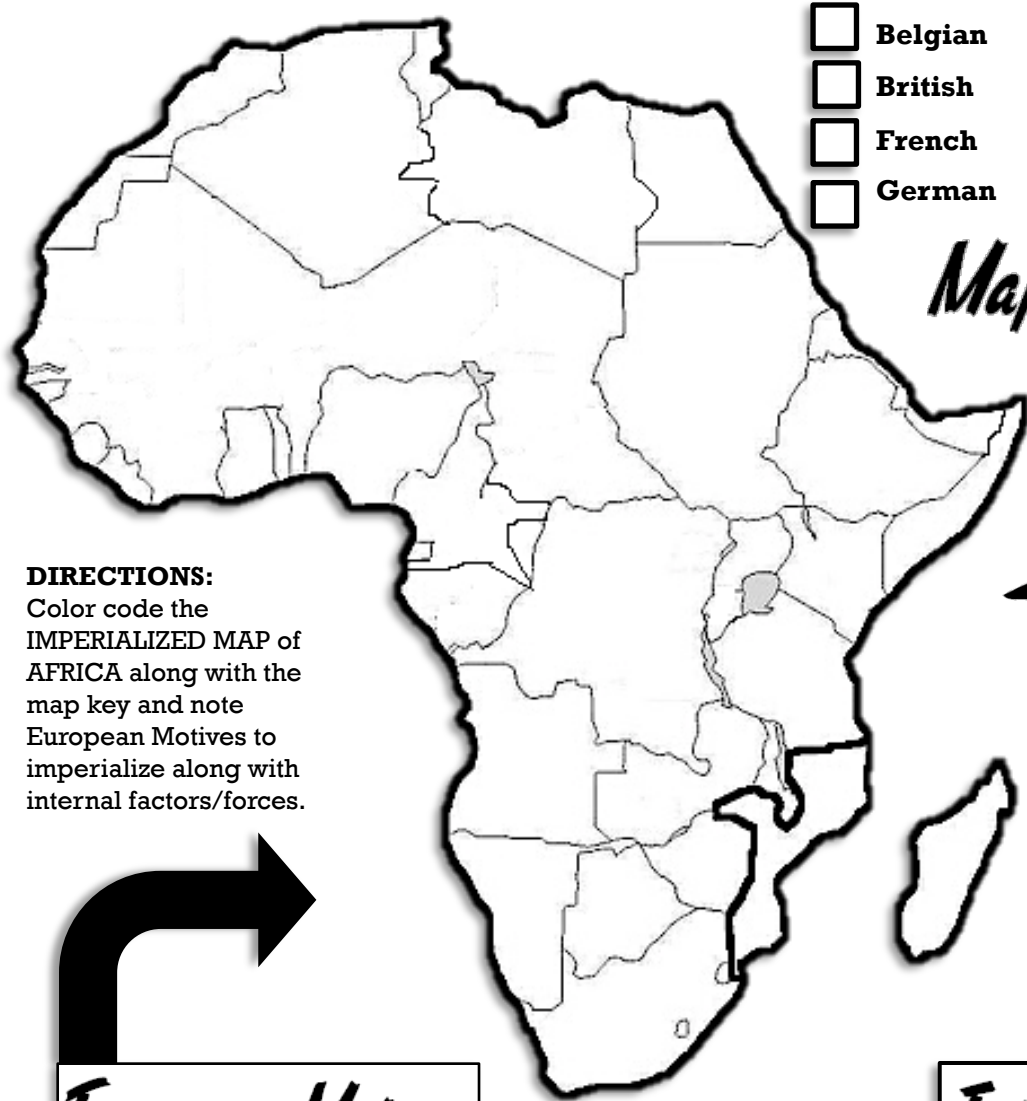 Belgian
British
French
German
Map
DIRECTIONS:
Color code the
IMPERIALIZED MAP of
AFRICA along with the
map key and note
European Motives to
imperialize along with
internal factors/forces.